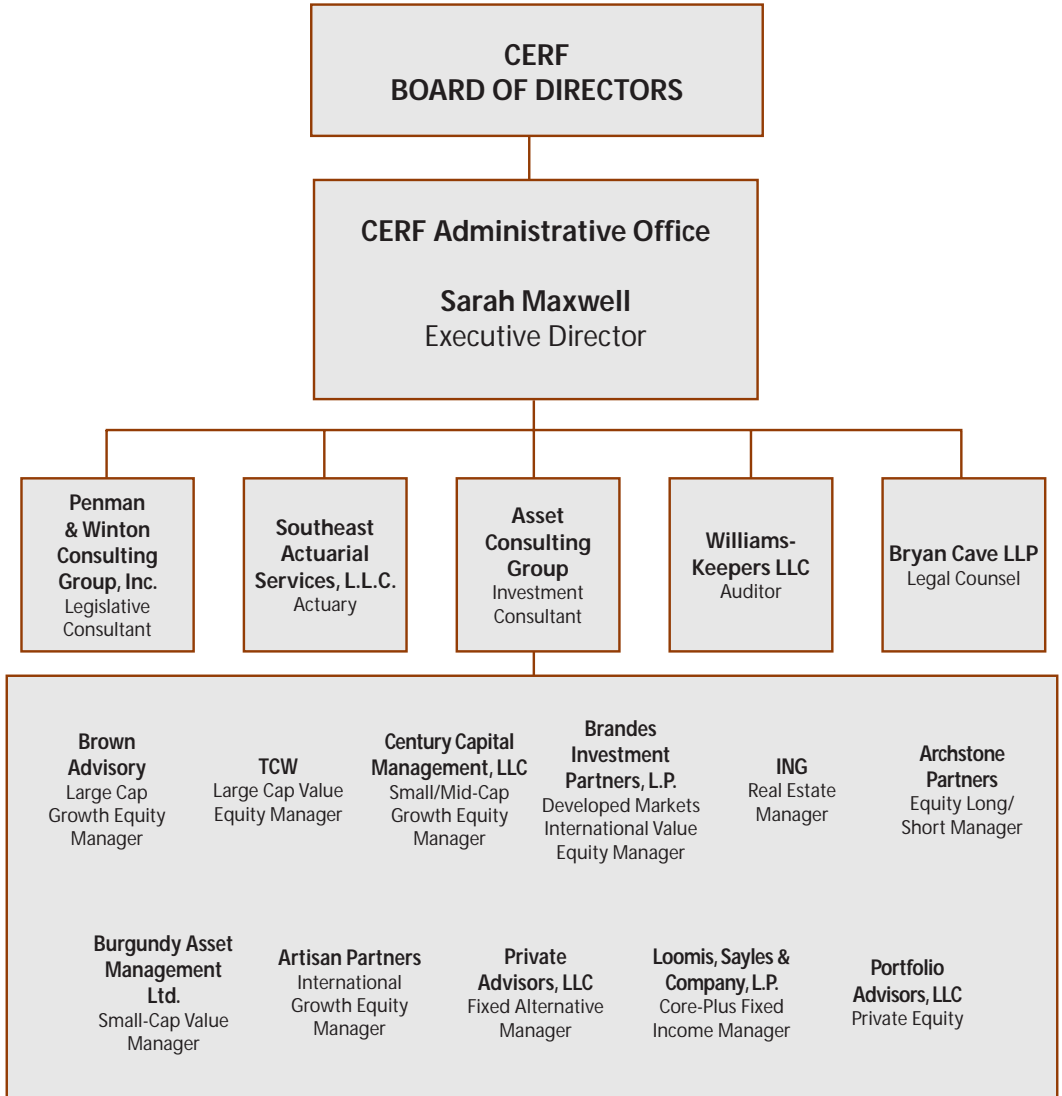 CERF
BOARD OF DIRECTORS
CERF Administrative Office
Sarah Maxwell
Executive Director
Penman
& Winton
Consulting
Group, Inc.
Legislative
Consultant
Southeast
Actuarial
Services, L.L.C.
Actuary
Asset
Consulting
Group
Investment
Consultant
Williams-
Keepers LLC
Auditor
Bryan Cave LLP
Legal Counsel
Brown
Advisory
Large Cap
Growth Equity
Manager
TCW
Large Cap Value
Equity Manager
Century Capital
Management, LLC
Small/Mid-Cap
Growth Equity
Manager
Brandes
Investment
Partners, L.P.
Developed Markets
International Value
Equity Manager
ING
Real Estate
Manager
Archstone
Partners
Equity Long/
Short Manager
Burgundy Asset
Management
Ltd.
Small-Cap Value
Manager
Artisan Partners
International
Growth Equity
Manager
Private
Advisors, LLC
Fixed Alternative
Manager
Loomis, Sayles &
Company, L.P.
Core-Plus Fixed
Income Manager
Portfolio
Advisors, LLC
Private Equity